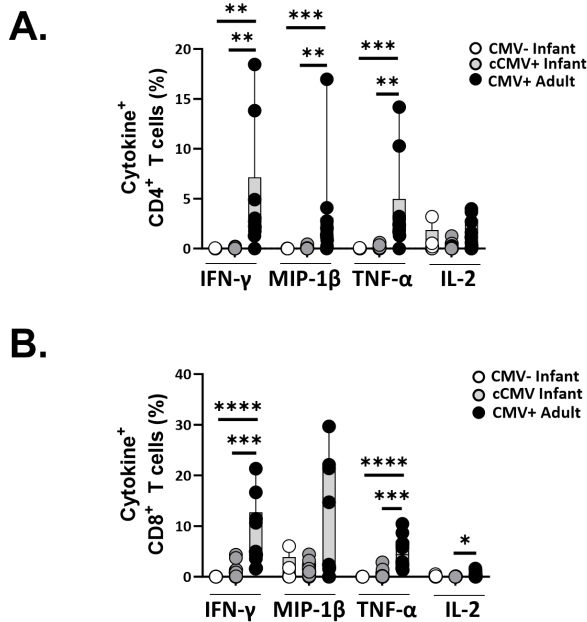 A.
** *** ***
** ** **
CMV- Infant
cCMV+ Infant
CMV+ Adult
Cytokine⁺
CD4⁺ T cells (%)
20
15
10
5
0
IFN-γ MIP-1β TNF-α IL-2
B.
CMV- Infant
cCMV Infant
CMV+ Adult
**** ****
*** *** *
Cytokine⁺
CD8⁺ T cells (%)
40
30
20
10
0
IFN-γ MIP-1β TNF-α IL-2